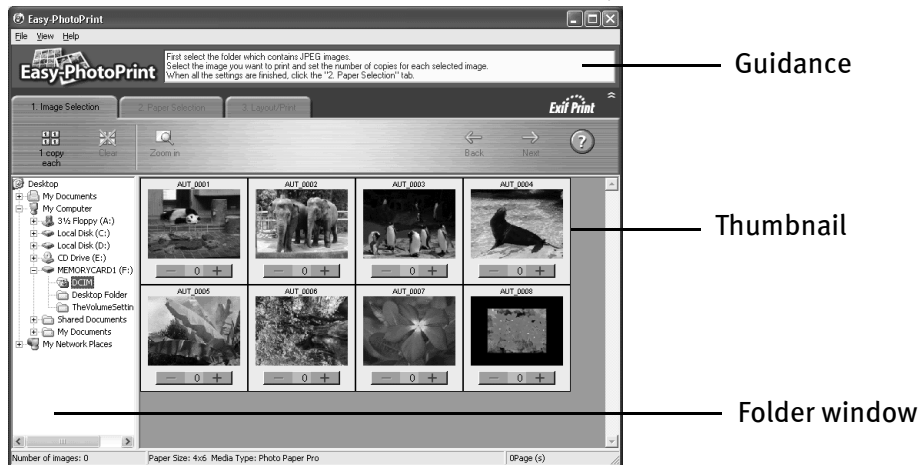 Easy-PhotoPrint
File View Help
Easy-PhotoPrint
First select the folder which contains JPEG images.
Select the image you want to print and set the number of copies for each selected image.
When all the settings are finished, click the "2. Paper Selection" tab.
Guidance
1. Image Selection 2. Paper Selection 3. Layout/Print
Exif Print
1 copy each
Clear
Zoom in
Back
Next
?
Desktop
My Documents
My Computer
3½ Floppy (A:)
Local Disk (C:)
Local Disk (D:)
CD Drive (E:)
MEMORYCARD1 (F:)
DCIM
Desktop Folder
TheVolumeSettin
Shared Documents
My Documents
My Network Places
AUT_0001 AUT_0002 AUT_0003 AUT_0004
0 0 0 0
Thumbnail
AUT_0005 AUT_0006 AUT_0007 AUT_0008
0 0 0 0
Folder window
Number of images: 0 Paper Size: 4x6 Media Type: Photo Paper Pro 0Page (s)